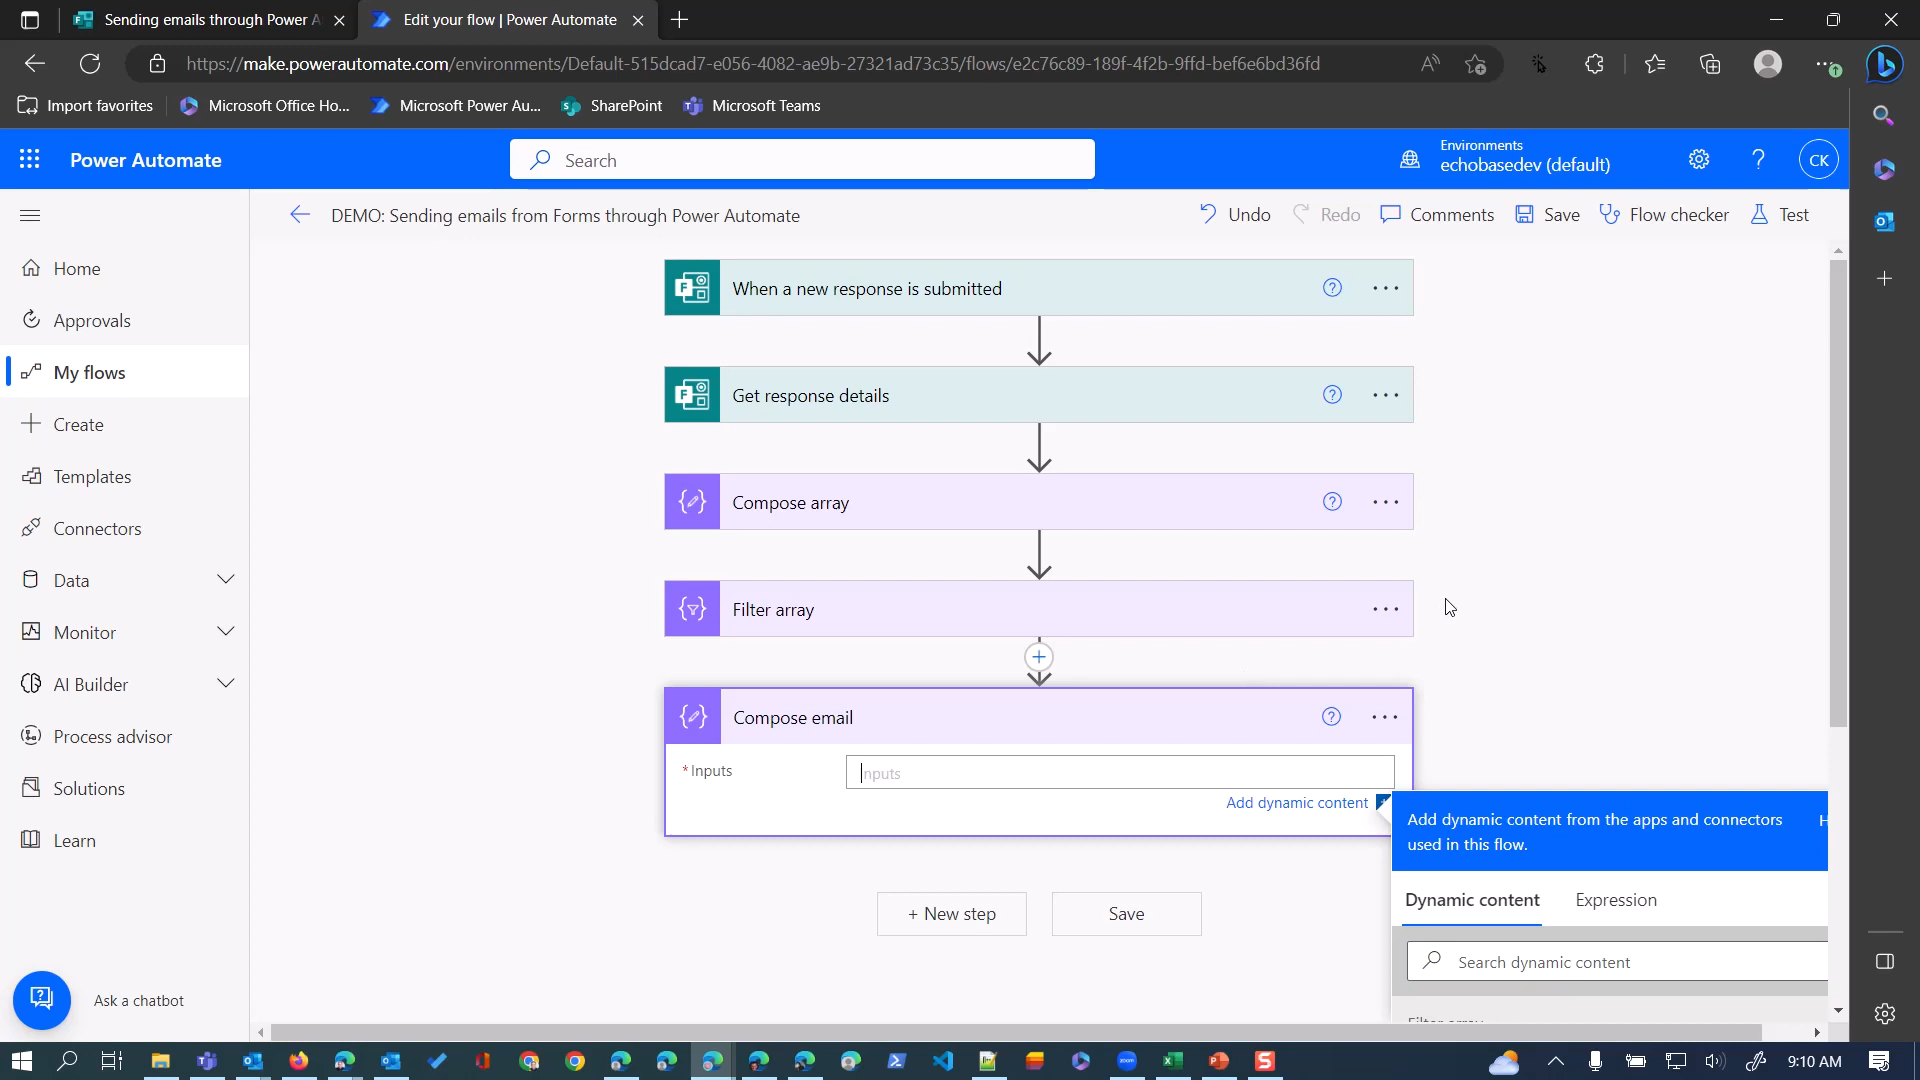 Sending emails through Power A
Edit your flow | Power Automate
https://make.powerautomate.com/environments/Default-515dcad7-e056-4082-ae9b-27321ad73c35/flows/e2c76c89-189f-4f2b-9ffd-bef6e6bd36fd
Import favorites
Microsoft Office Ho...
Microsoft Power Au...
SharePoint
Microsoft Teams
Power Automate
Search
Environments
echobasedev (default)
CK
DEMO: Sending emails from Forms through Power Automate
Undo
Redo
Comments
Save
Flow checker
Test
Home
Approvals
My flows
Create
Templates
Connectors
Data
Monitor
AI Builder
Process advisor
Solutions
Learn
Ask a chatbot
When a new response is submitted
Get response details
Compose array
Filter array
Compose email
*Inputs
Inputs
Add dynamic content
+ New step
Save
Add dynamic content from the apps and connectors
used in this flow.
H
Dynamic content
Expression
Search dynamic content
9:10 AM